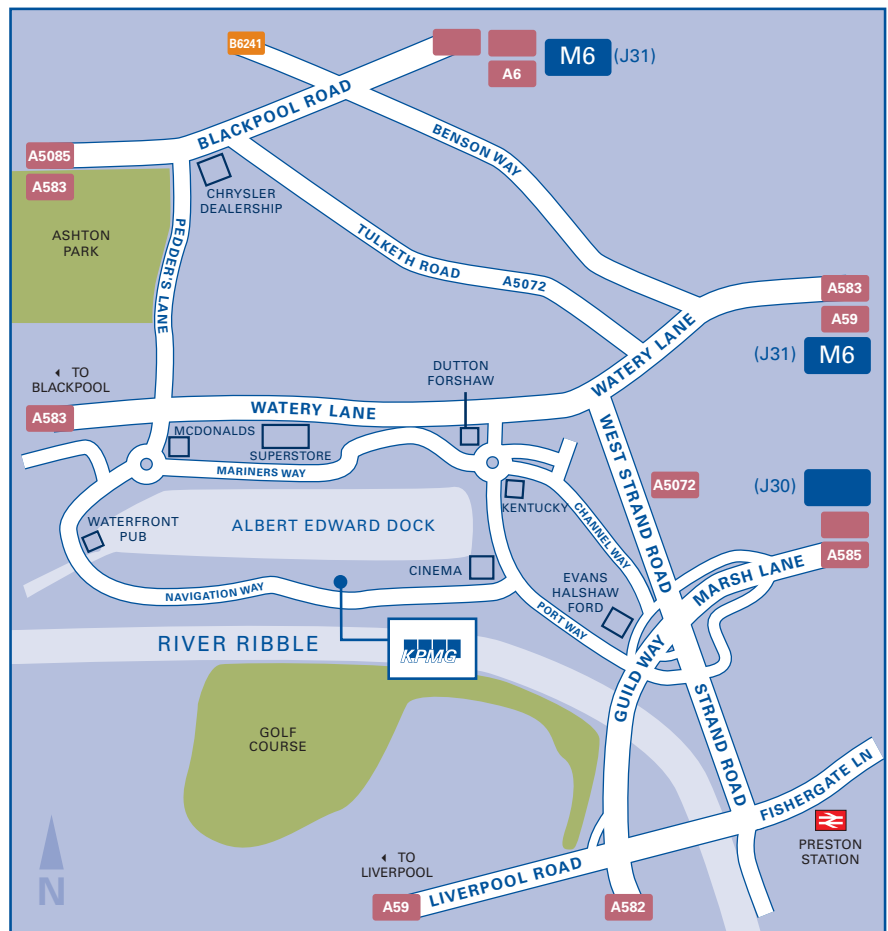 B6241
M6
(J31)
A6
BLACKPOOL ROAD
BENSON WAY
A5085
A583
CHRYSLER
DEALERSHIP
ASHTON
PARK
PEDDER'S LANE
TULKETH ROAD
A5072
A583
A59
(J31)
M6
WATERY LANE
TO
BLACKPOOL
A583
DUTTON
FORSHAW
WATERY LANE
MCDONALDS
SUPERSTORE
MARINERS WAY
WEST STRAND ROAD
A5072
(J30)
KENTUCKY
CHANNEL WAY
WATERFRONT
PUB
ALBERT EDWARD DOCK
A585
MARSH LANE
CINEMA
EVANS
HALSHAW
FORD
NAVIGATION WAY
PORT WAY
RIVER RIBBLE
KPMG
GUILD WAY
STRAND ROAD
GOLF
COURSE
FISHERGATE LN
PRESTON
STATION
TO
LIVERPOOL
LIVERPOOL ROAD
A59
A582
N